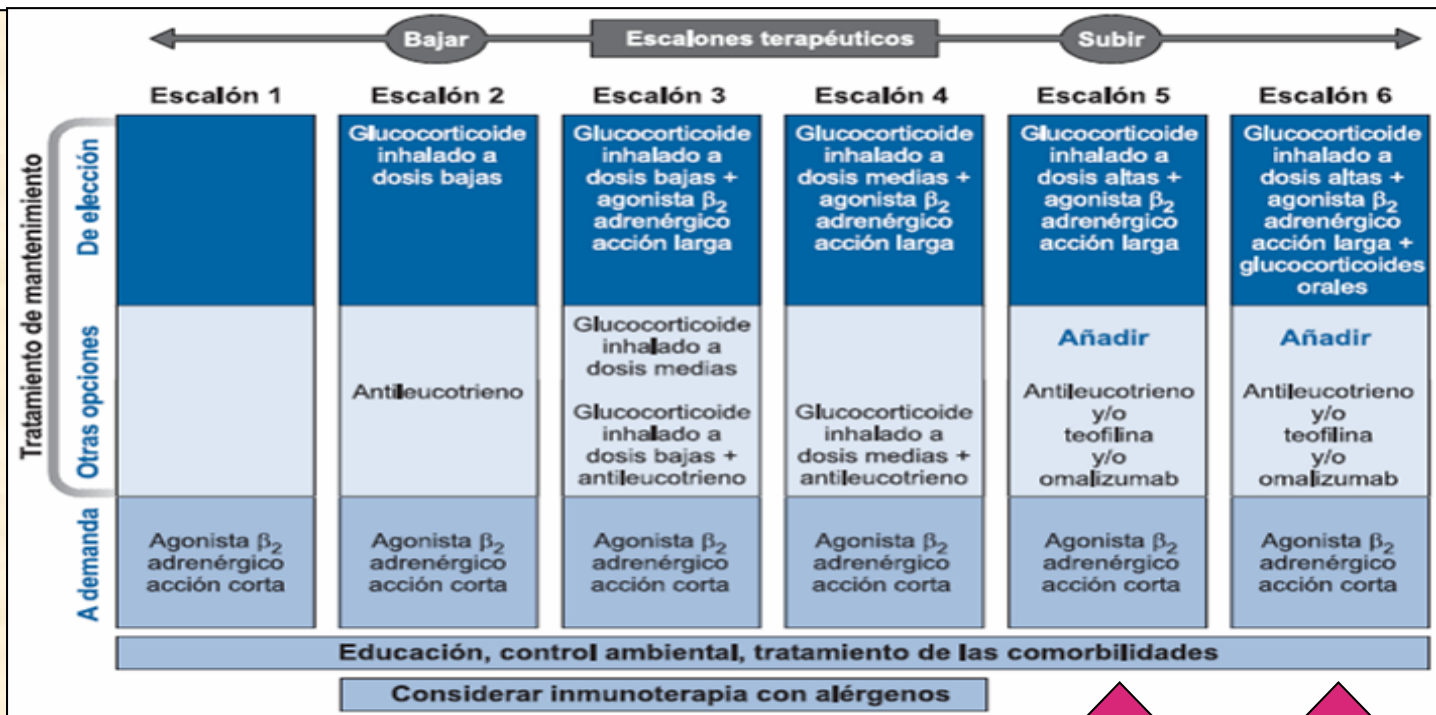 Bajar
Escalones terapéuticos
Subir
Escalón 1
Escalón 2
Escalón 3
Escalón 4
Escalón 5
Escalón 6
Tratamiento de mantenimiento
De elección
Glucocorticoide
inhalado a
dosis bajas
Glucocorticoide
inhalado a
dosis bajas +
agonista β₂
adrenérgico
acción larga
Glucocorticoide
inhalado a
dosis medias +
agonista β₂
adrenérgico
acción larga
Glucocorticoide
inhalado a
dosis altas +
agonista β₂
adrenérgico
acción larga
Glucocorticoide
inhalado a
dosis altas +
agonista β₂
adrenérgico
acción larga +
glucocorticoides
orales
Otras opciones
Antileucotrieno
Glucocorticoide
inhalado a
dosis medias
Glucocorticoide
inhalado a
dosis bajas +
antileucotrieno
Glucocorticoide
inhalado a
dosis medias +
antileucotrieno
Añadir
Antileucotrieno
y/o
teofilina
y/o
omalizumab
Añadir
Antileucotrieno
y/o
teofilina
y/o
omalizumab
A demanda
Agonista β₂
adrenérgico
acción corta
Agonista β₂
adrenérgico
acción corta
Agonista β₂
adrenérgico
acción corta
Agonista β₂
adrenérgico
acción corta
Agonista β₂
adrenérgico
acción corta
Agonista β₂
adrenérgico
acción corta
Educación, control ambiental, tratamiento de las comorbilidades
Considerar inmunoterapia con alérgenos